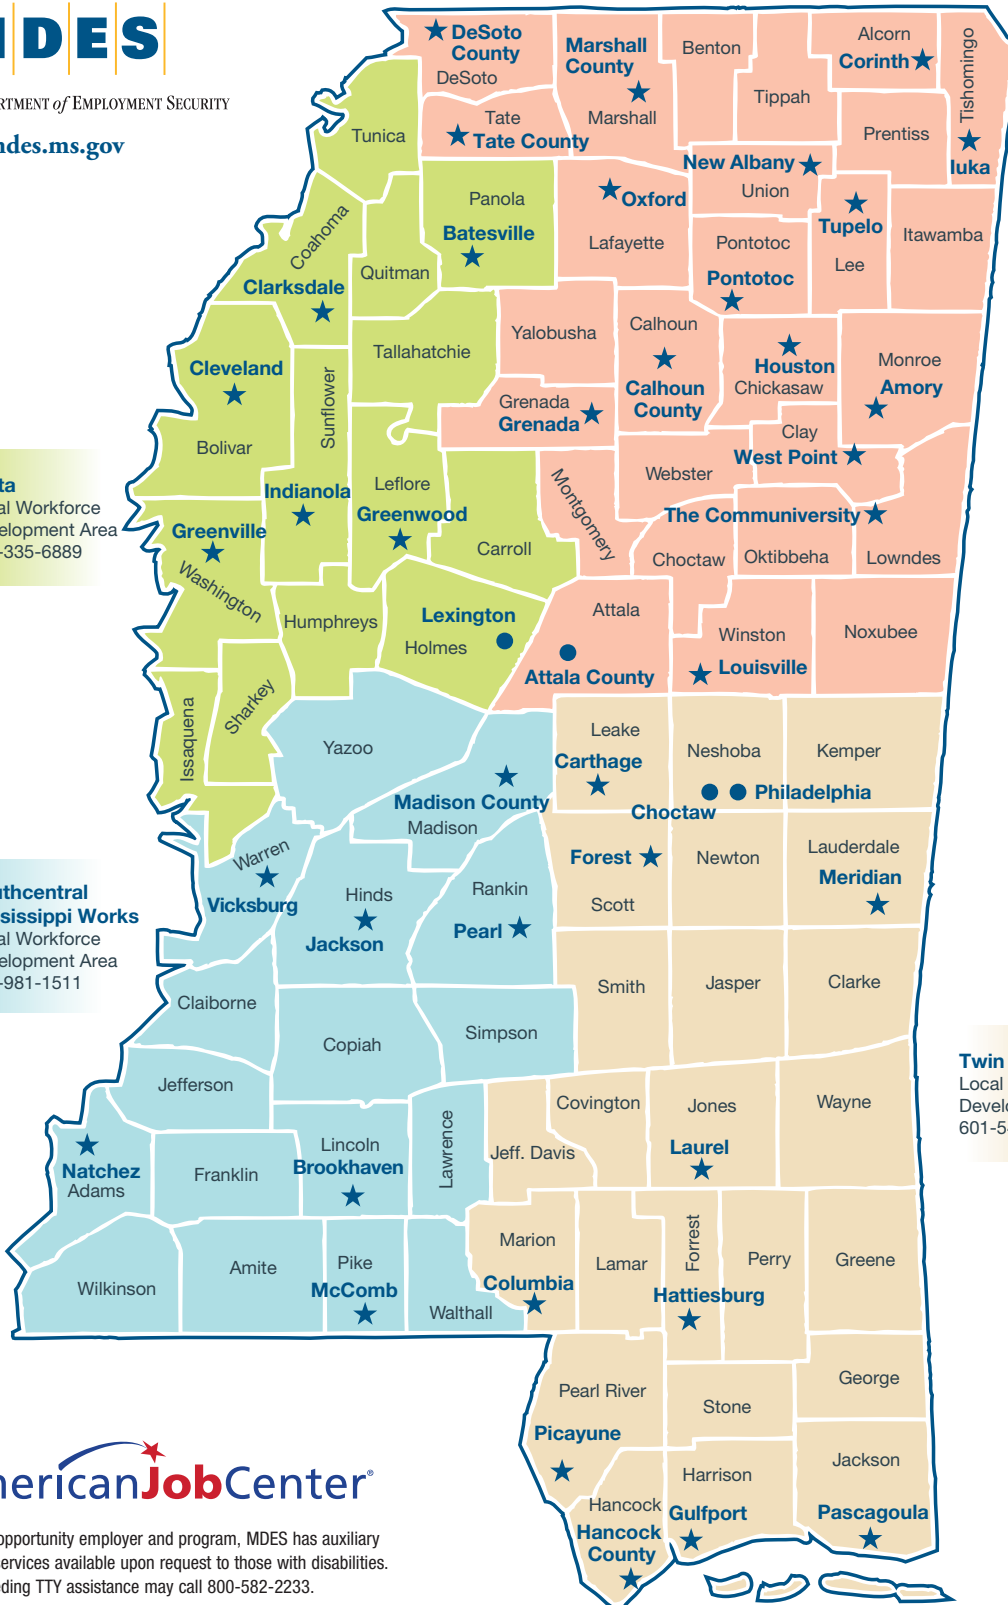 MDES
RTMENT of EMPLOYMENT SECURITY
ndes.ms.gov
DeSoto
County
DeSoto
Marshall
County
Marshall
Benton
Tippah
Alcorn
Corinth
Tishomingo
Iuka
Prentiss
Tunica
Tate
Tate County
New Albany
Union
Panola
Batesville
Oxford
Lafayette
Tupelo
Lee
Itawamba
Pontotoc
Pontotoc
Coahoma
Clarksdale
Quitman
Tallahatchie
Yalobusha
Calhoun
Calhoun
County
Houston
Chickasaw
Monroe
Amory
Cleveland
Bolivar
Sunflower
Indianola
Grenada
Grenada
Clay
West Point
Webster
Montgomery
Leflore
Greenwood
Carroll
The Communiversity
Choctaw
Oktibbeha
Lowndes
ta
al Workforce
elopment Area
-335-6889
Greenville
Washington
Humphreys
Lexington
Holmes
Attala
Attala County
Winston
Louisville
Noxubee
Issaquena
Sharkey
Yazoo
Leake
Carthage
Neshoba
Kemper
Choctaw
Philadelphia
Madison County
Madison
Warren
Vicksburg
Hinds
Jackson
Rankin
Pearl
Forest
Scott
Newton
Lauderdale
Meridian
uthcentral
sissippi Works
al Workforce
elopment Area
-981-1511
Claiborne
Copiah
Simpson
Smith
Jasper
Clarke
Twin
Local
Develo
601-5
Jefferson
Natchez
Adams
Franklin
Lincoln
Brookhaven
Lawrence
Jeff. Davis
Covington
Jones
Laurel
Wayne
Wilkinson
Amite
Pike
McComb
Walthall
Marion
Columbia
Lamar
Forrest
Hattiesburg
Perry
Greene
Pearl River
Picayune
Stone
George
Hancock
Hancock
County
Harrison
Gulfport
Jackson
Pascagoula
mericanJobCenter®
opportunity employer and program, MDES has auxiliary
services available upon request to those with disabilities.
ding TTY assistance may call 800-582-2233.